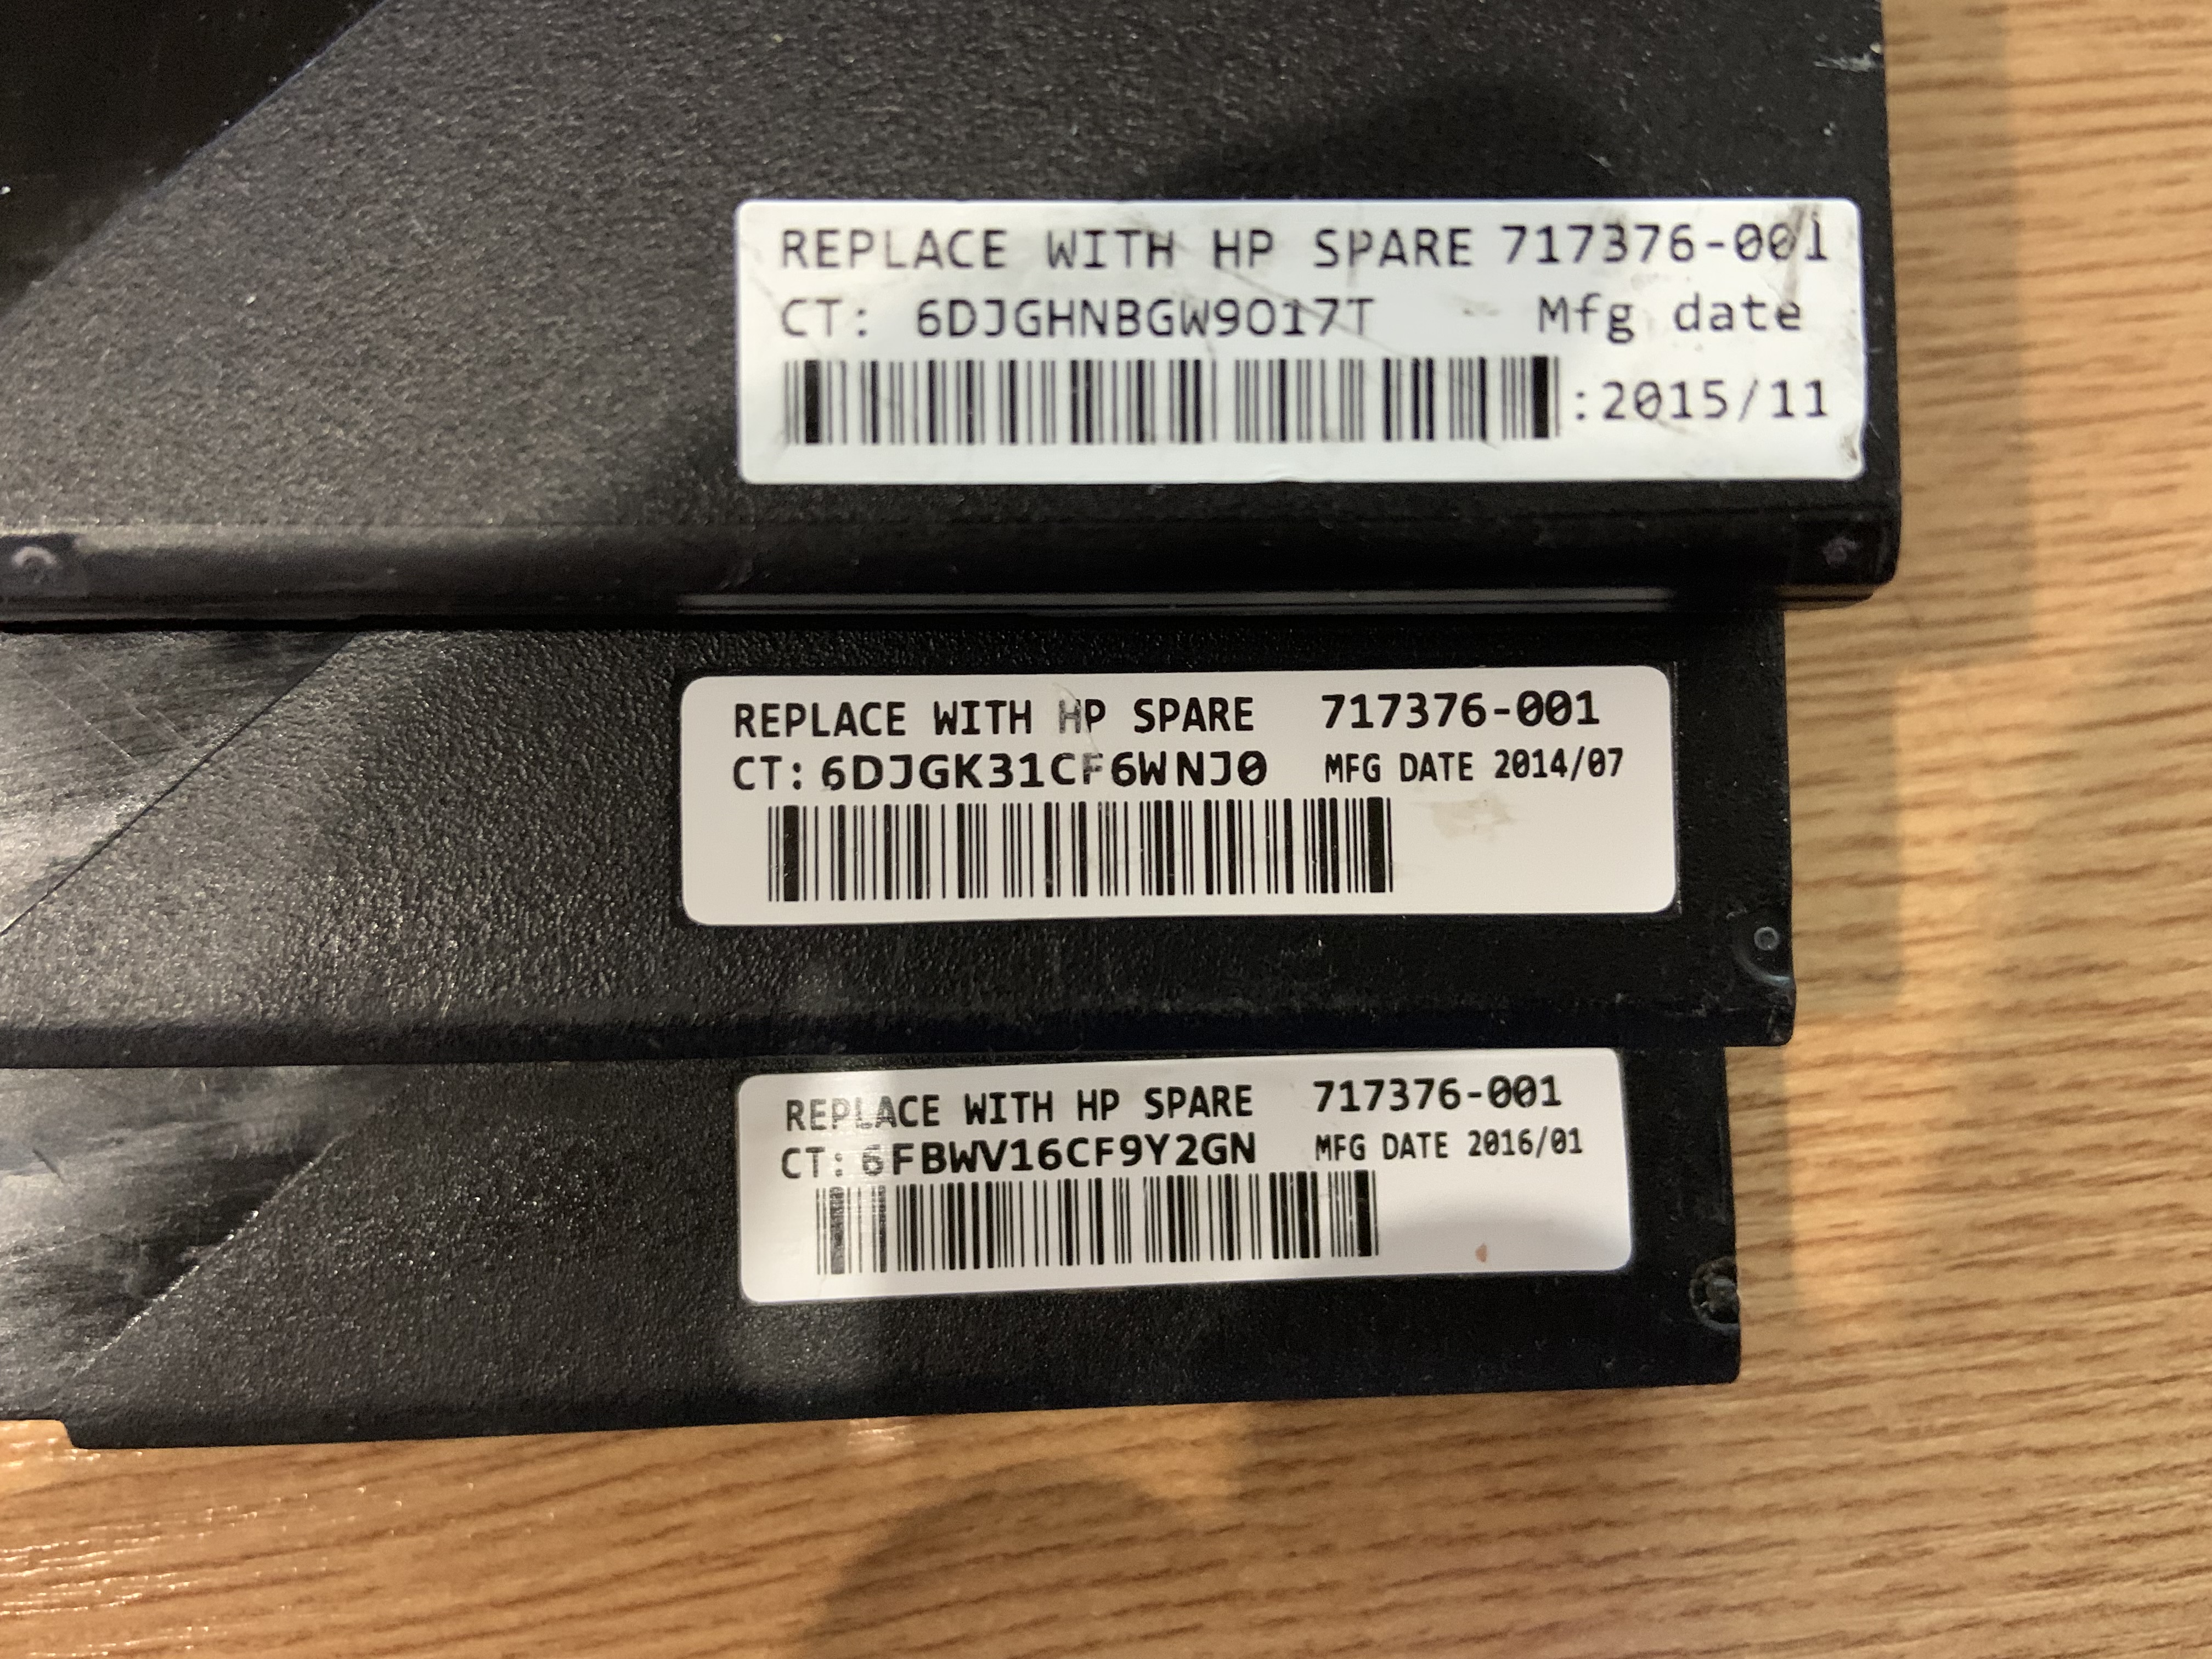 REPLACE WITH HP SPARE 717376-001
CT: 6DJGHNBGW9O17T Mfg date
:2015/11
REPLACE WITH HP SPARE 717376-001
CT: 6DJGK31CF6WNJ0 MFG DATE 2014/07
REPLACE WITH HP SPARE 717376-001
CT: 6FBWV16CF9Y2GN MFG DATE 2016/01